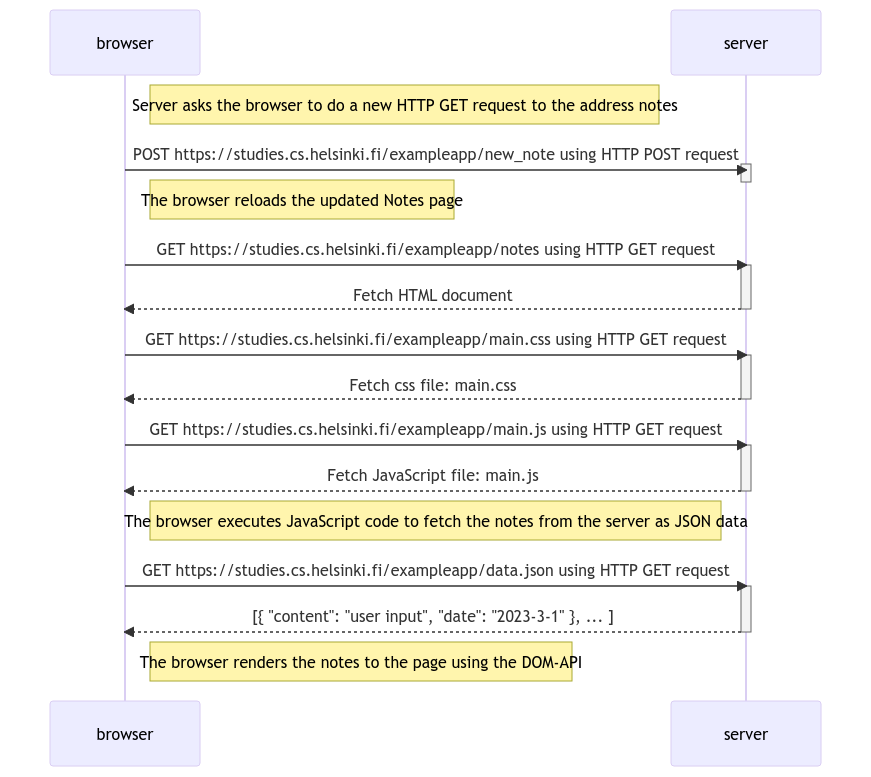 browser
server
Server asks the browser to do a new HTTP GET request to the address notes
POST https://studies.cs.helsinki.fi/exampleapp/new_note using HTTP POST request
The browser reloads the updated Notes page
GET https://studies.cs.helsinki.fi/exampleapp/notes using HTTP GET request
Fetch HTML document
GET https://studies.cs.helsinki.fi/exampleapp/main.css using HTTP GET request
Fetch css file: main.css
GET https://studies.cs.helsinki.fi/exampleapp/main.js using HTTP GET request
Fetch JavaScript file: main.js
The browser executes JavaScript code to fetch the notes from the server as JSON data
GET https://studies.cs.helsinki.fi/exampleapp/data.json using HTTP GET request
[{ "content": "user input", "date": "2023-3-1" }, ... ]
The browser renders the notes to the page using the DOM-API
browser
server